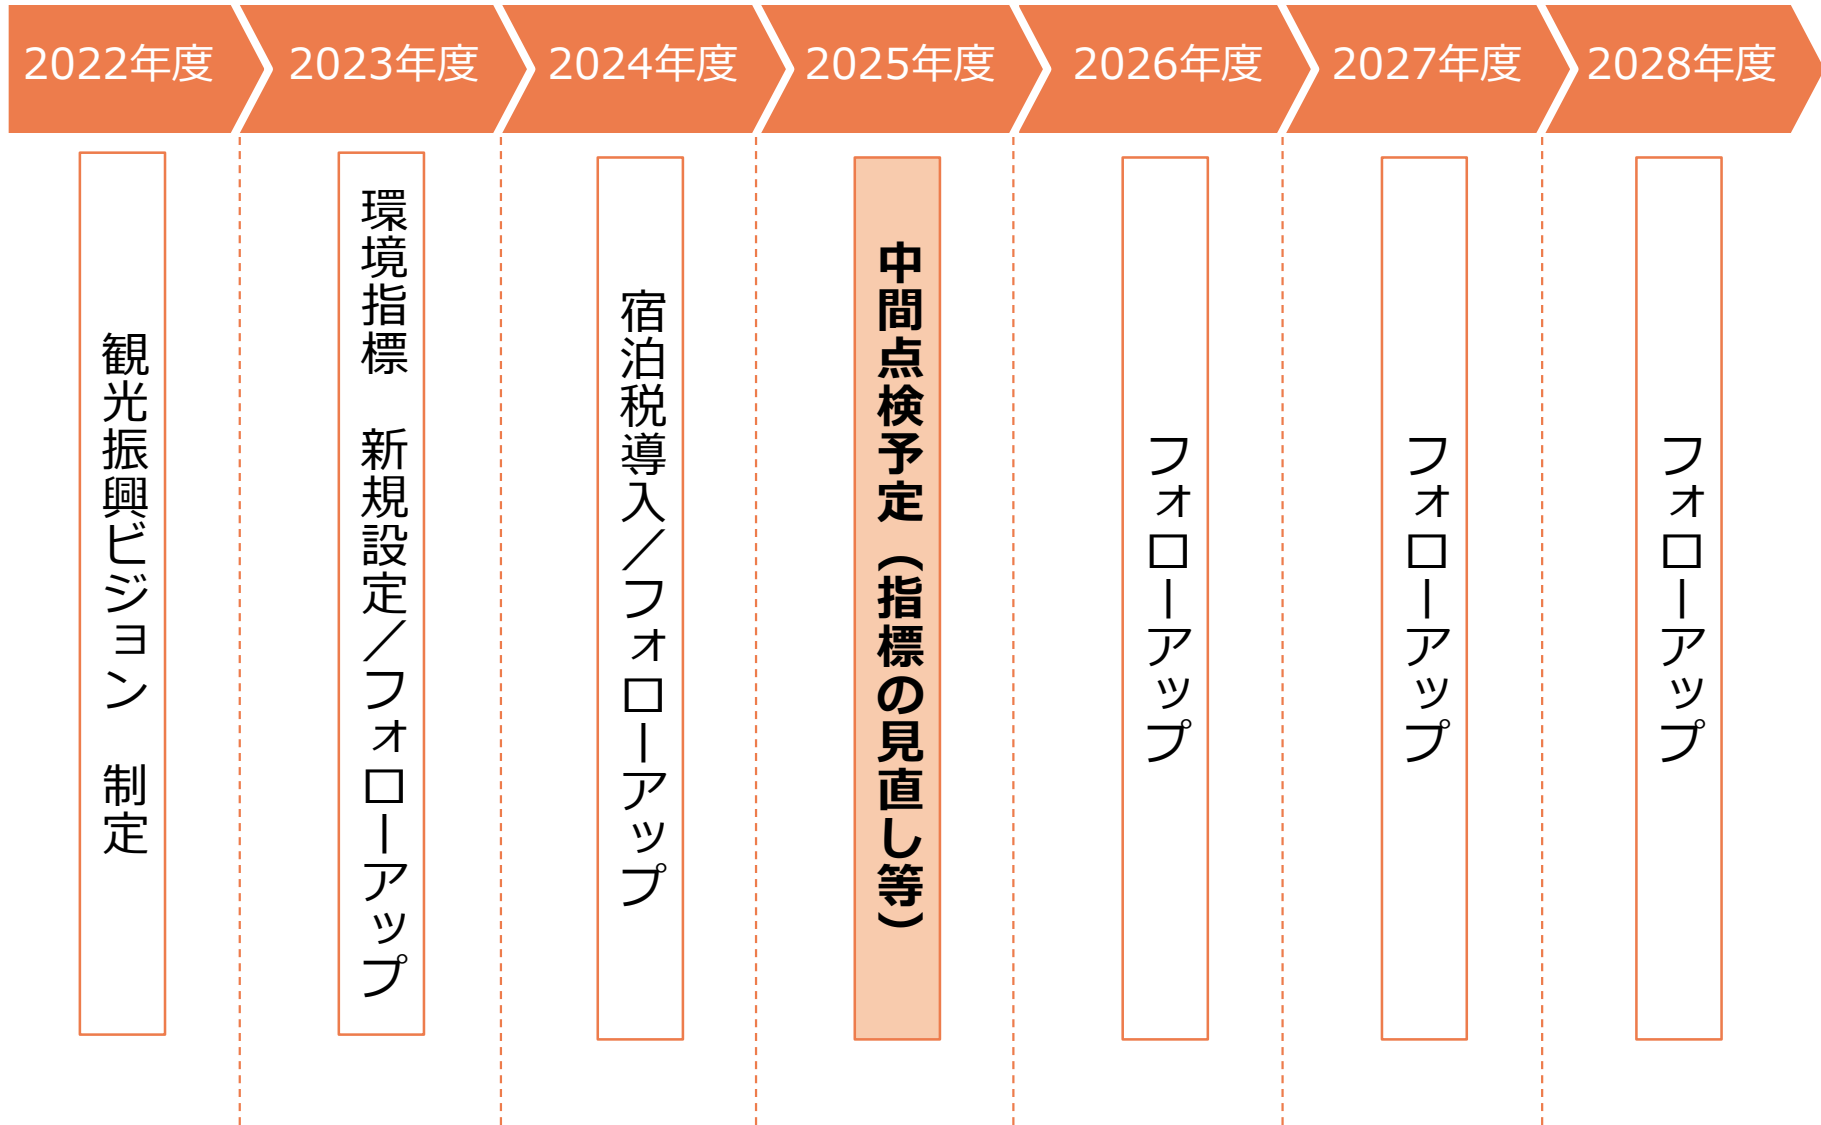 2022年度
2023年度
2024年度
2025年度
2026年度
2027年度
2028年度
観光振興ビジョン　制定
環境指標　新規設定／フォローアップ
宿泊税導入／フォローアップ
中間点検予定（指標の見直し等）
フォローアップ
フォローアップ
フォローアップ